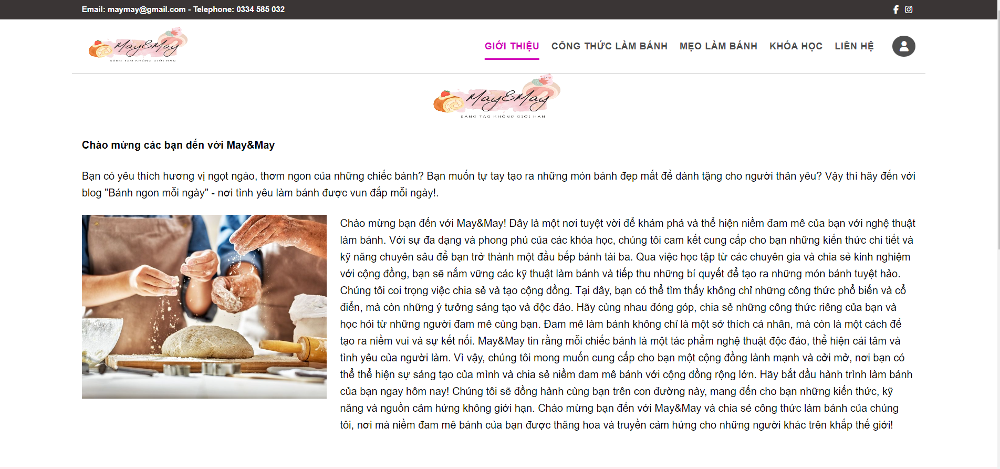 Email: maymay@gmail.com - Telephone: 0334 585 032
May&May
SÁNG TẠO KHÔNG GIỚI HẠN
GIỚI THIỆU CÔNG THỨC LÀM BÁNH MẸO LÀM BÁNH KHÓA HỌC LIÊN HỆ
May&May
SÁNG TẠO KHÔNG GIỚI HẠN
Chào mừng các bạn đến với May&May
Bạn có yêu thích hương vị ngọt ngào, thơm ngon của những chiếc bánh? Bạn muốn tự tay tạo ra những món bánh đẹp mắt để dành tặng cho người thân yêu? Vậy thì hãy đến với
blog "Bánh ngon mỗi ngày" - nơi tình yêu làm bánh được vun đắp mỗi ngày!.
Chào mừng bạn đến với May&May! Đây là một nơi tuyệt vời để khám phá và thể hiện niềm đam mê của bạn với nghệ thuật
làm bánh. Với sự đa dạng và phong phú của các khóa học, chúng tôi cam kết cung cấp cho bạn những kiến thức chi tiết và
kỹ năng chuyên sâu để bạn trở thành một đầu bếp bánh tài ba. Qua việc học tập từ các chuyên gia và chia sẻ kinh nghiệm
với cộng đồng, bạn sẽ nắm vững các kỹ thuật làm bánh và tiếp thu những bí quyết để tạo ra những món bánh tuyệt hảo.
Chúng tôi coi trọng việc chia sẻ và tạo cộng đồng. Tại đây, bạn có thể tìm thấy không chỉ những công thức phổ biến và cổ
điển, mà còn những ý tưởng sáng tạo và độc đáo. Hãy cùng nhau đóng góp, chia sẻ những công thức riêng của bạn và
học hỏi từ những người đam mê cùng bạn. Đam mê làm bánh không chỉ là một sở thích cá nhân, mà còn là một cách để
tạo ra niềm vui và sự kết nối. May&May tin rằng mỗi chiếc bánh là một tác phẩm nghệ thuật độc đáo, thể hiện cái tâm và
tình yêu của người làm. Vì vậy, chúng tôi mong muốn cung cấp cho bạn một cộng đồng lành mạnh và cởi mở, nơi bạn có
thể thể hiện sự sáng tạo của mình và chia sẻ niềm đam mê bánh với cộng đồng rộng lớn. Hãy bắt đầu hành trình làm bánh
của bạn ngay hôm nay! Chúng tôi sẽ đồng hành cùng bạn trên con đường này, mang đến cho bạn những kiến thức, kỹ
năng và nguồn cảm hứng không giới hạn. Chào mừng bạn đến với May&May và chia sẻ công thức làm bánh của chúng
tôi, nơi mà niềm đam mê bánh của bạn được thăng hoa và truyền cảm hứng cho những người khác trên khắp thế giới!